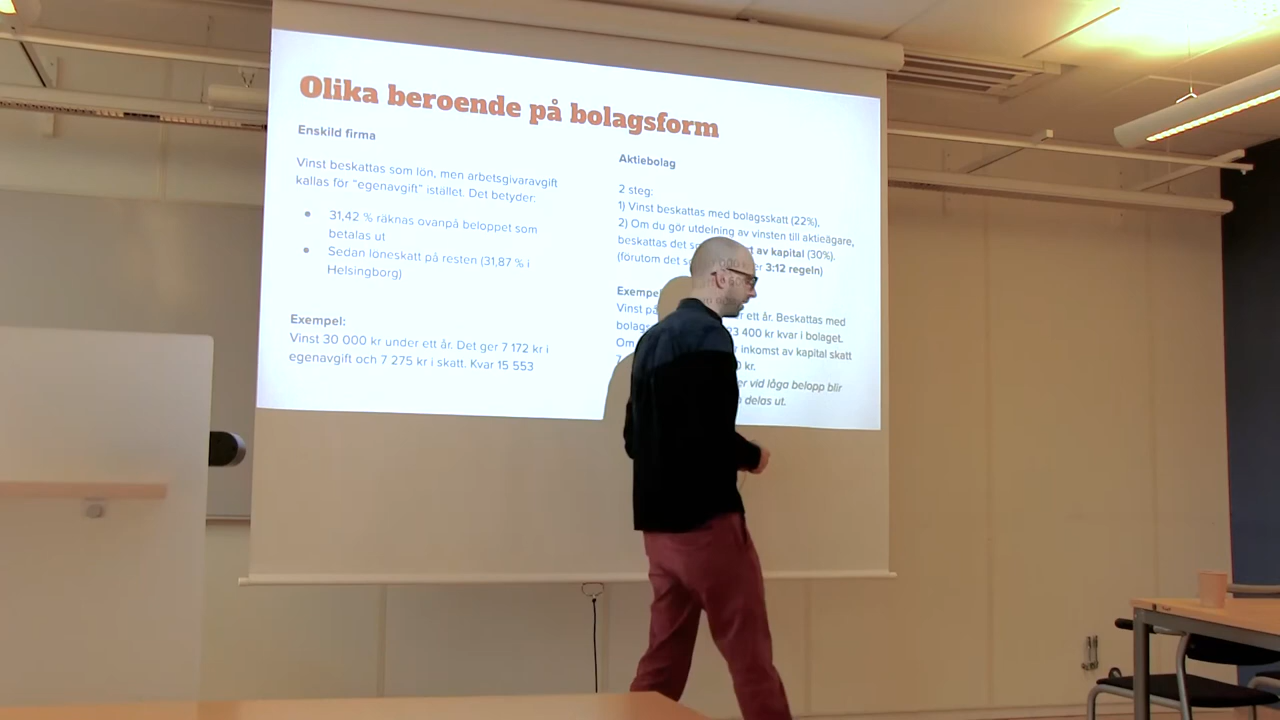 Olika beroende på bolagsform
Enskild firma
Vinst beskattas som lön, men arbetsgivaravgift
kallas för "egenavgift" istället. Det betyder:
● 31,42 % räknas ovanpå beloppet som
betalas ut
● Sedan löneskatt på resten (31,87 % i
Helsingborg)
Exempel:
Vinst 30 000 kr under ett år. Det ger 7 172 kr i
egenavgift och 7 275 kr i skatt. Kvar 15 553
Aktiebolag
2 steg:
1) Vinst beskattas med bolagsskatt (22%).
2) Om du gör utdelning av vinsten till aktieägare,
beskattas det av kapital (30%).
(förutom det 3:12 regeln)
Vinst på ett år. Beskattas med
kr kvar i bolaget.
Om inkomst av kapital skatt
kr.
vid låga belopp blir
delas ut.